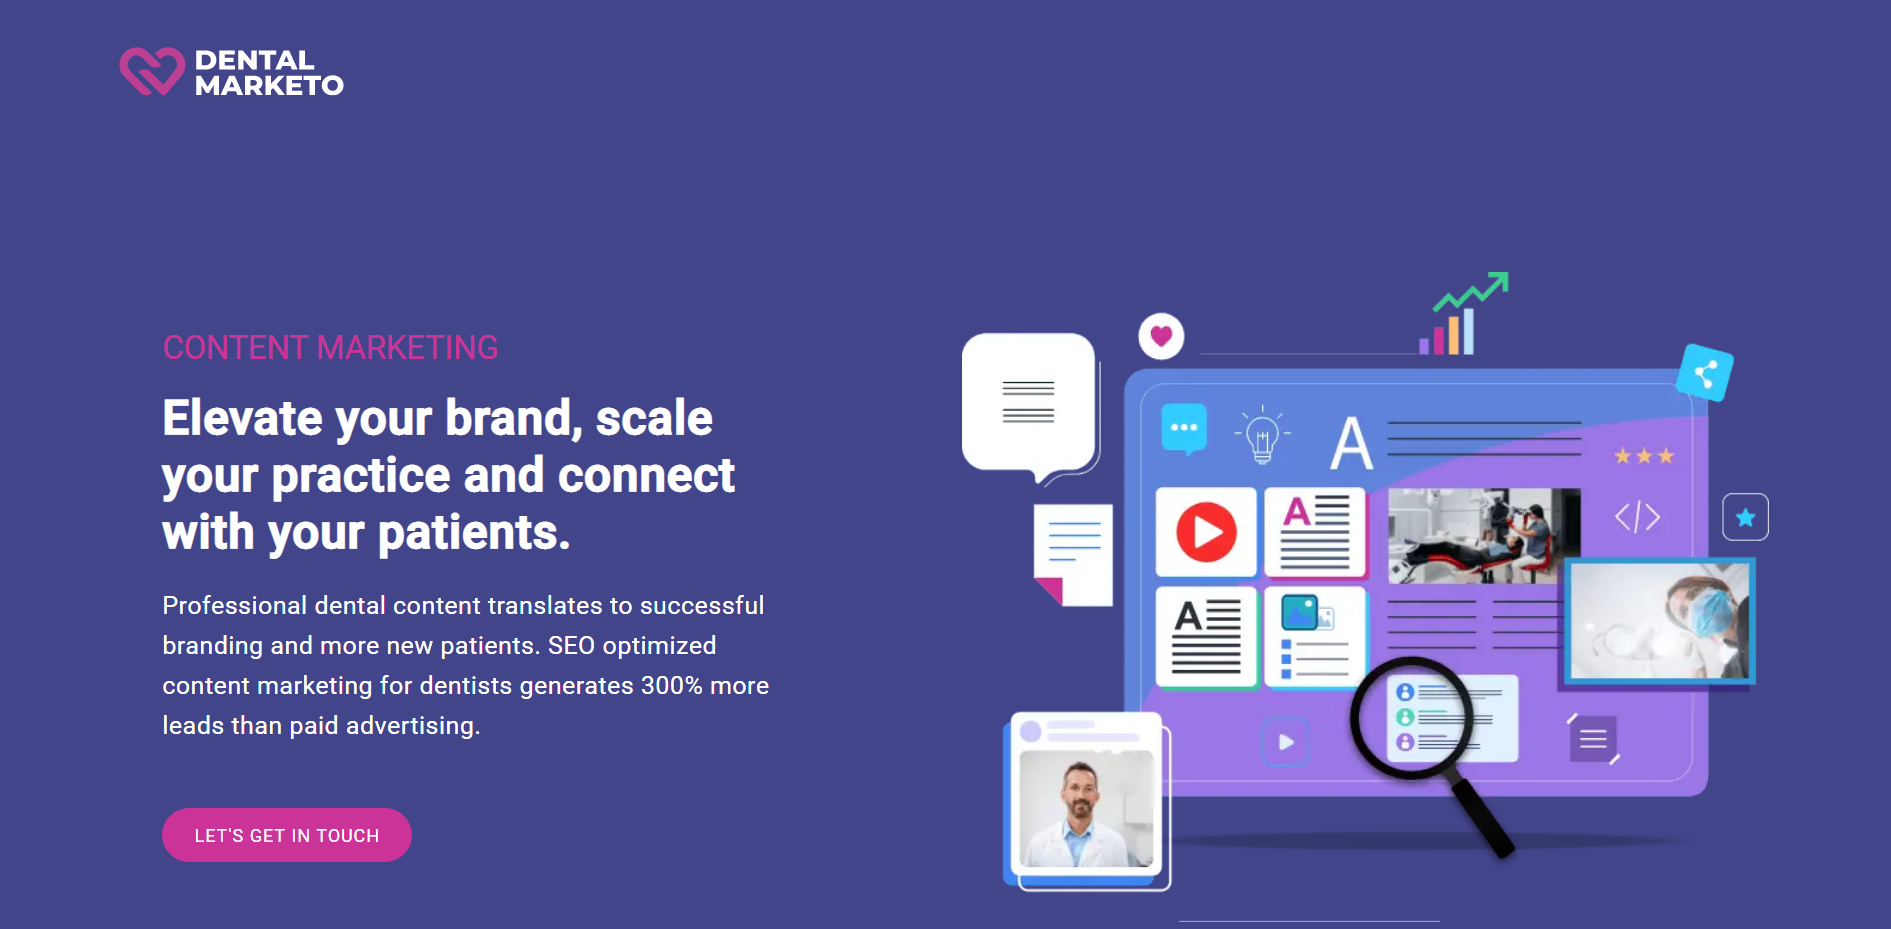 DENTAL
MARKETO
CONTENT MARKETING
Elevate your brand, scale
your practice and connect
with your patients.
Professional dental content translates to successful
branding and more new patients. SEO optimized
content marketing for dentists generates 300% more
leads than paid advertising.
LET'S GET IN TOUCH
A
A
A